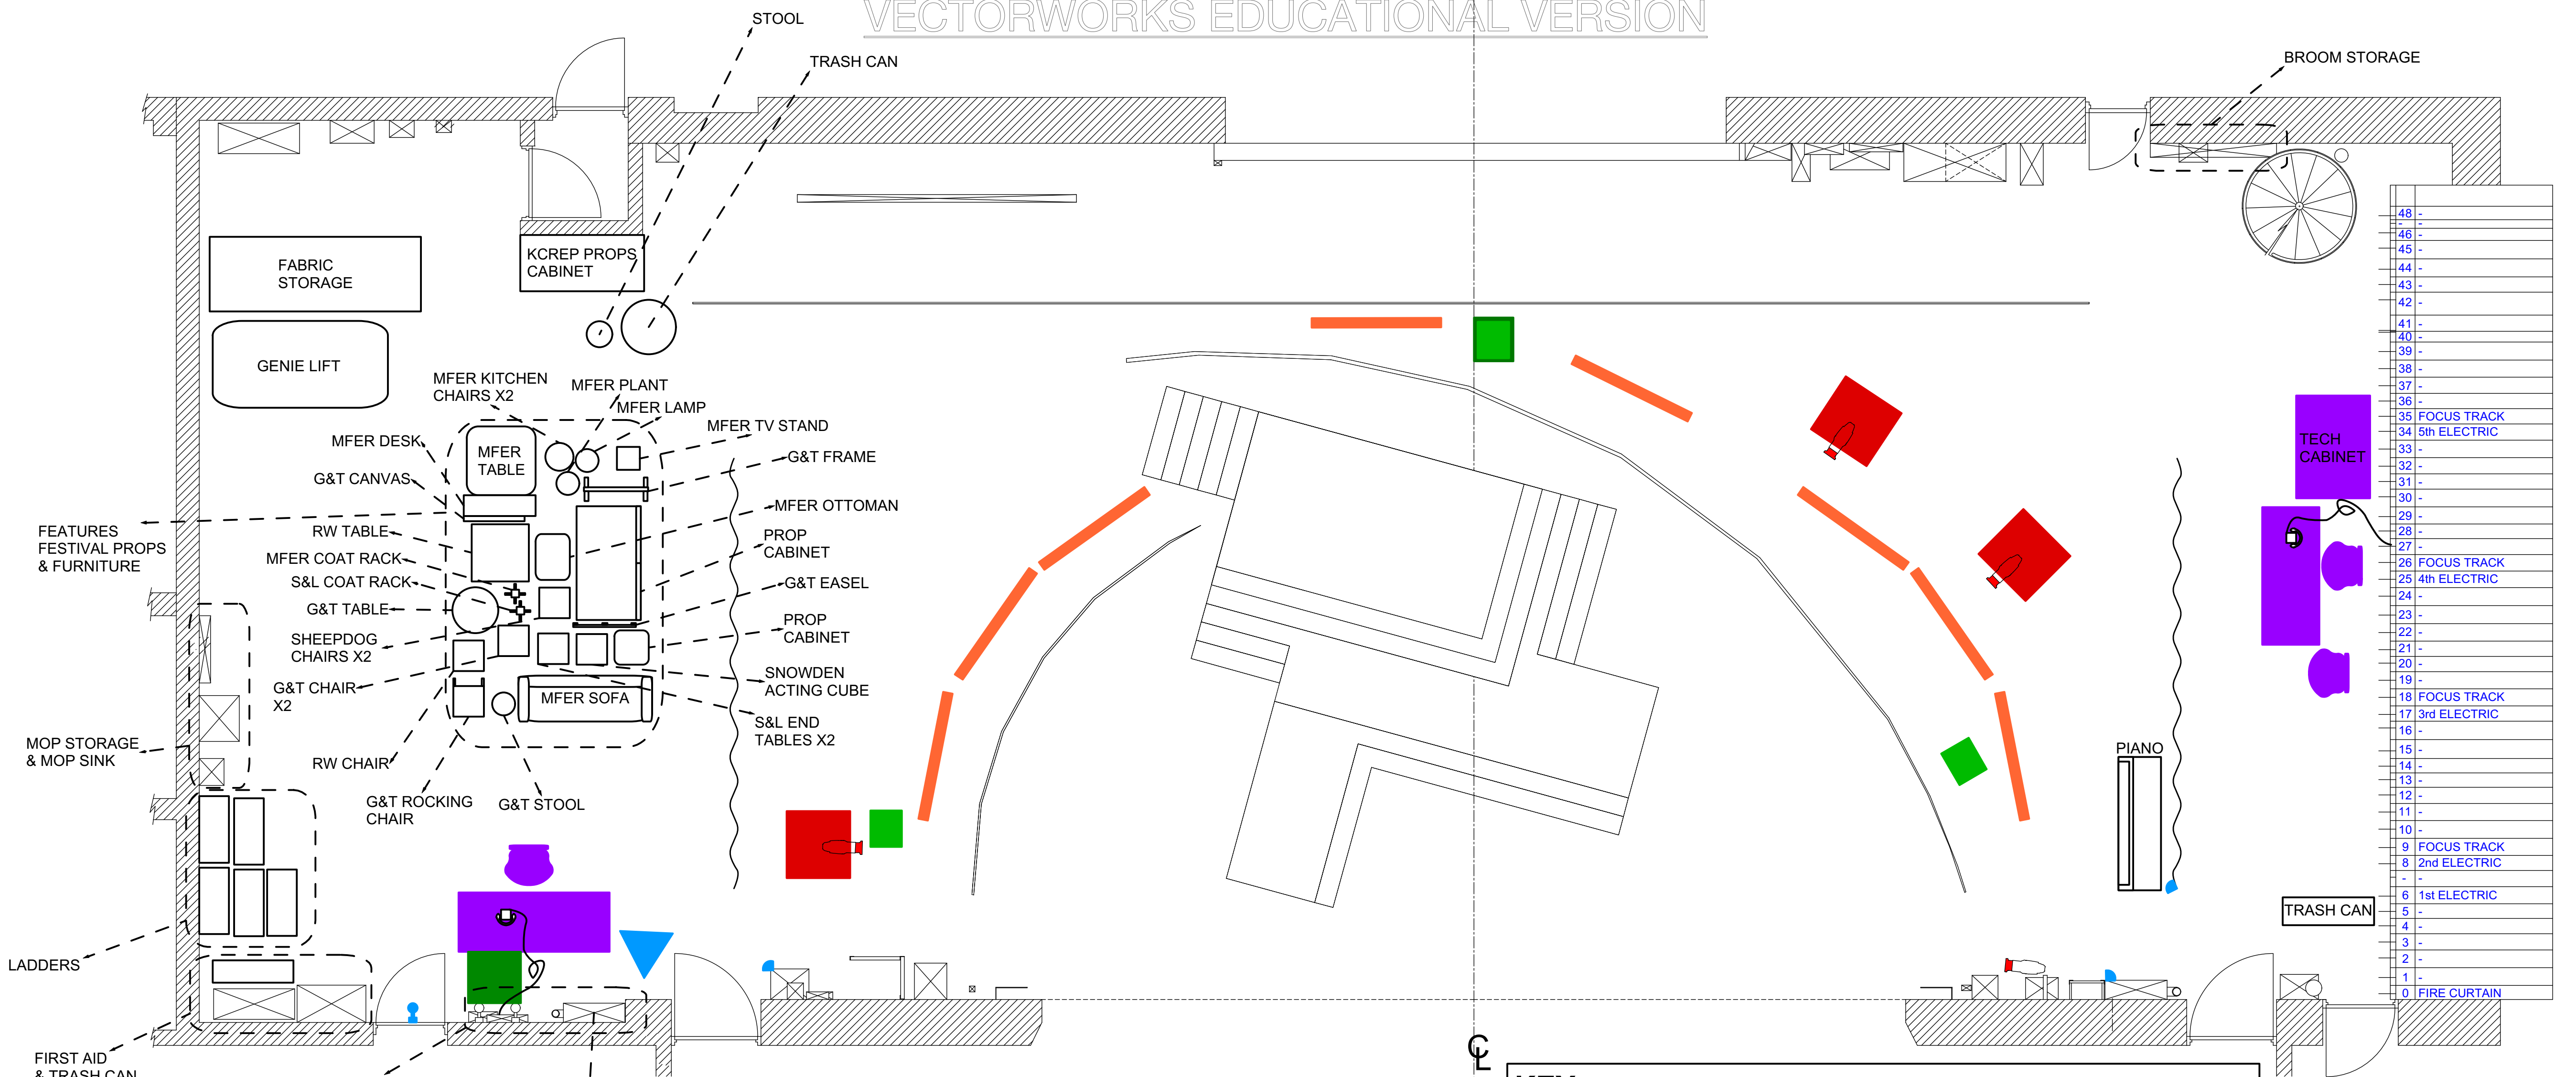 VECTORWORKS EDUCATIONAL VERSION
STOOL
TRASH CAN
BROOM STORAGE
KCREP PROPS
CABINET
FABRIC
STORAGE
GENIE LIFT
MFER KITCHEN
CHAIRS X2
MFER PLANT
MFER LAMP
MFER TV STAND
MFER DESK
MFER
TABLE
G&T FRAME
G&T CANVAS
MFER OTTOMAN
FEATURES
FESTIVAL PROPS
& FURNITURE
RW TABLE
PROP
CABINET
MFER COAT RACK
S&L COAT RACK
G&T EASEL
G&T TABLE
PROP
CABINET
SHEEPDOG
CHAIRS X2
SNOWDEN
ACTING CUBE
G&T CHAIR
X2
MFER SOFA
S&L END
TABLES X2
MOP STORAGE
& MOP SINK
RW CHAIR
G&T ROCKING
CHAIR
G&T STOOL
LADDERS
FIRST AID
& TRASH CAN
TECH
CABINET
PIANO
TRASH CAN
48 -
- -
46 -
45 -
44 -
43 -
42 -
41 -
40 -
39 -
38 -
37 -
36 -
35 FOCUS TRACK
34 5th ELECTRIC
33 -
32 -
31 -
30 -
29 -
28 -
27 -
26 FOCUS TRACK
25 4th ELECTRIC
24 -
23 -
22 -
21 -
20 -
19 -
18 FOCUS TRACK
17 3rd ELECTRIC
16 -
15 -
14 -
13 -
12 -
11 -
10 -
9 FOCUS TRACK
8 2nd ELECTRIC
- -
6 1st ELECTRIC
5 -
4 -
3 -
2 -
1 -
0 FIRE CURTAIN
CL
KEY